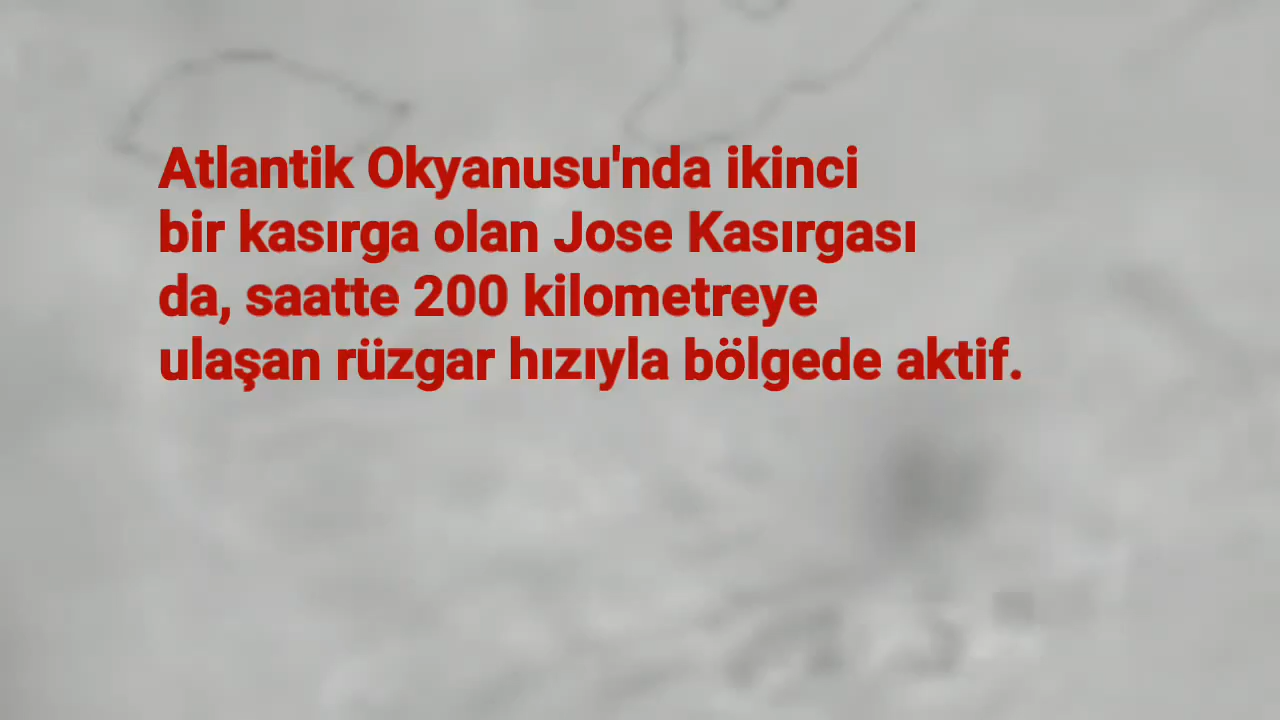 Atlantik Okyanusu'nda ikinci
bir kasırga olan Jose Kasırgası
da, saatte 200 kilometreye
ulaşan rüzgar hızıyla bölgede aktif.